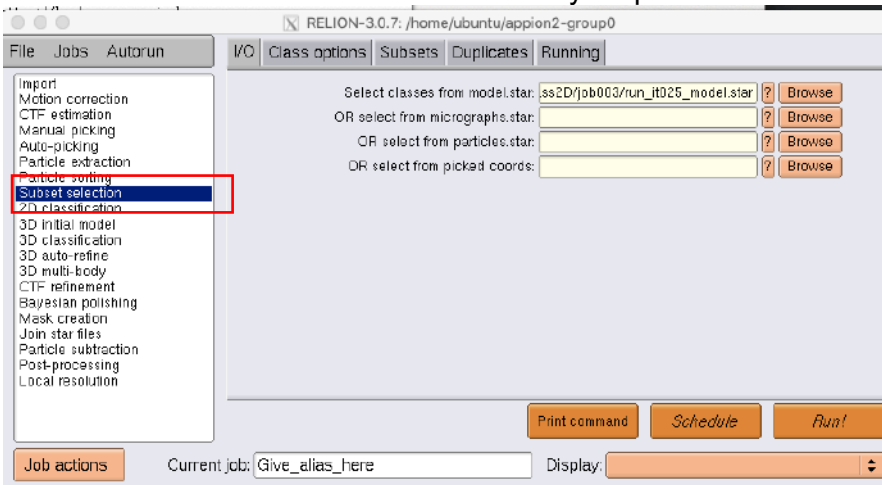 RELION-3.0.7: /home/ubuntu/appion2-group0
File Jobs Autorun
I/O Class options Subsets Duplicates Running
Import
Motion correction
CTF estimation
Manual picking
Auto-picking
Particle extraction
Particle sorting
Subset selection
2D classification
3D initial model
3D classification
3D auto-refine
3D multi-body
CTF refinement
Bayesian polishing
Mask creation
Join star files
Particle subtraction
Post-processing
Local resolution
Select classes from model.star: .ss2D/job003/run_it025_model.star ? Browse
OR select from micrographs.star: ? Browse
OR select from particles.star: ? Browse
OR select from picked coords: ? Browse
Print command Schedule Run!
Job actions Current job: Give_alias_here Display: